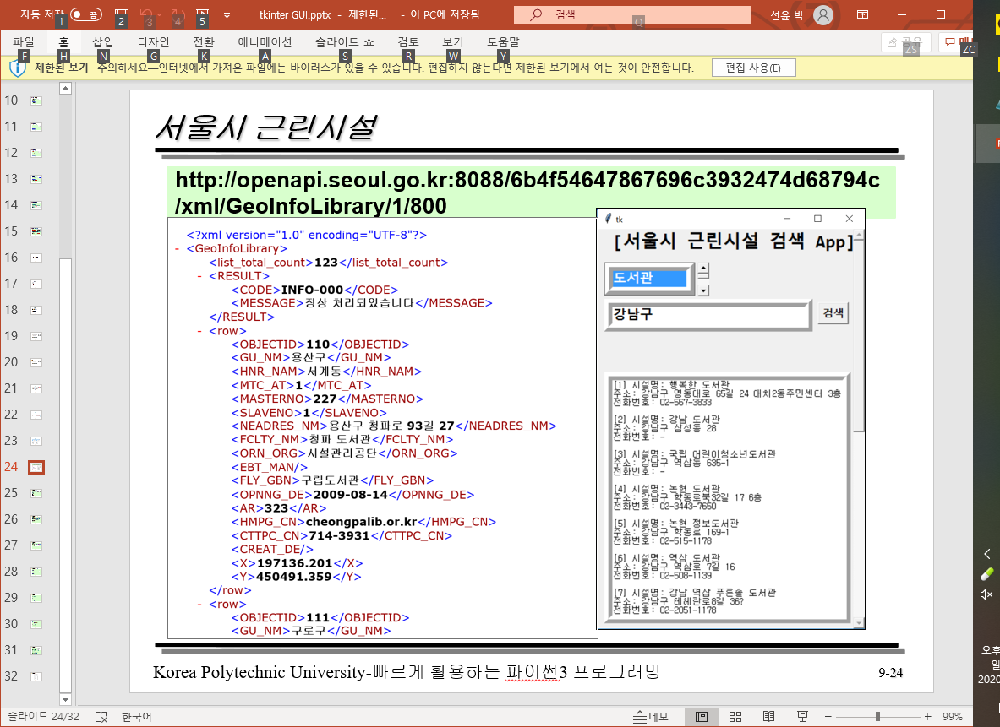 자동 저장 끔 tkinter GUI.pptx - 제한된... - 이 PC에 저장됨 검색 선윤 박
1 2 3 4 5 Q
파일 홈 삽입 디자인 전환 애니메이션 슬라이드 쇼 검토 보기 도움말 공유
F H N G K A S R W Y ZS ZC
제한된 보기 주의하세요—인터넷에서 가져온 파일에는 바이러스가 있을 수 있습니다. 편집하지 않는다면 제한된 보기에서 여는 것이 안전합니다. 편집 사용(E)
10
11
12
13
14
15
16
17
18
19
20
21
22
23
24
25
26
27
28
29
30
31
32
서울시 근린시설
http://openapi.seoul.go.kr:8088/6b4f54647867696c3932474d68794c
/xml/GeoInfoLibrary/1/800
<?xml version="1.0" encoding="UTF-8"?>
- <GeoInfoLibrary>
<list_total_count>123</list_total_count>
- <RESULT>
<CODE>INFO-000</CODE>
<MESSAGE>정상 처리되었습니다</MESSAGE>
</RESULT>
- <row>
<OBJECTID>110</OBJECTID>
<GU_NM>용산구</GU_NM>
<HNR_NAM>서계동</HNR_NAM>
<MTC_AT>1</MTC_AT>
<MASTERNO>227</MASTERNO>
<SLAVENO>1</SLAVENO>
<NEADRES_NM>용산구 청파로 93길 27</NEADRES_NM>
<FCLTY_NM>청파 도서관</FCLTY_NM>
<ORN_ORG>시설관리공단</ORN_ORG>
<EBT_MAN/>
<FLY_GBN>구립도서관</FLY_GBN>
<OPNNG_DE>2009-08-14</OPNNG_DE>
<AR>323</AR>
<HMPG_CN>cheongpalib.or.kr</HMPG_CN>
<CTTPC_CN>714-3931</CTTPC_CN>
<CREAT_DE/>
<X>197136.201</X>
<Y>450491.359</Y>
</row>
- <row>
<OBJECTID>111</OBJECTID>
<GU_NM>구로구</GU_NM>
tk
[서울시 근린시설 검색 App]
도서관
강남구 검색
[1] 시설명: 행복한 도서관
주소: 강남구 영동대로 65길 24 대치2동주민센터 3층
전화번호: 02-567-3833
[2] 시설명: 강남 도서관
주소: 강남구 삼성동 28
전화번호: -
[3] 시설명: 국립 어린이청소년도서관
주소: 강남구 역삼동 635-1
전화번호: -
[4] 시설명: 논현 도서관
주소: 강남구 학동로북32길 17 6층
전화번호: 02-3443-7650
[5] 시설명: 논현 정보도서관
주소: 강남구 학동로 169-1
전화번호: 02-515-1178
[6] 시설명: 역삼 도서관
주소: 강남구 역삼로 7길 16
전화번호: 02-508-1139
[7] 시설명: 강남 역삼 푸른솔 도서관
주소: 강남구 테헤란로8길 36?
전화번호: 02-2051-1178
Korea Polytechnic University-빠르게 활용하는 파이썬3 프로그래밍 9-24
오후
일
2020
슬라이드 24/32 한국어 메모 99%